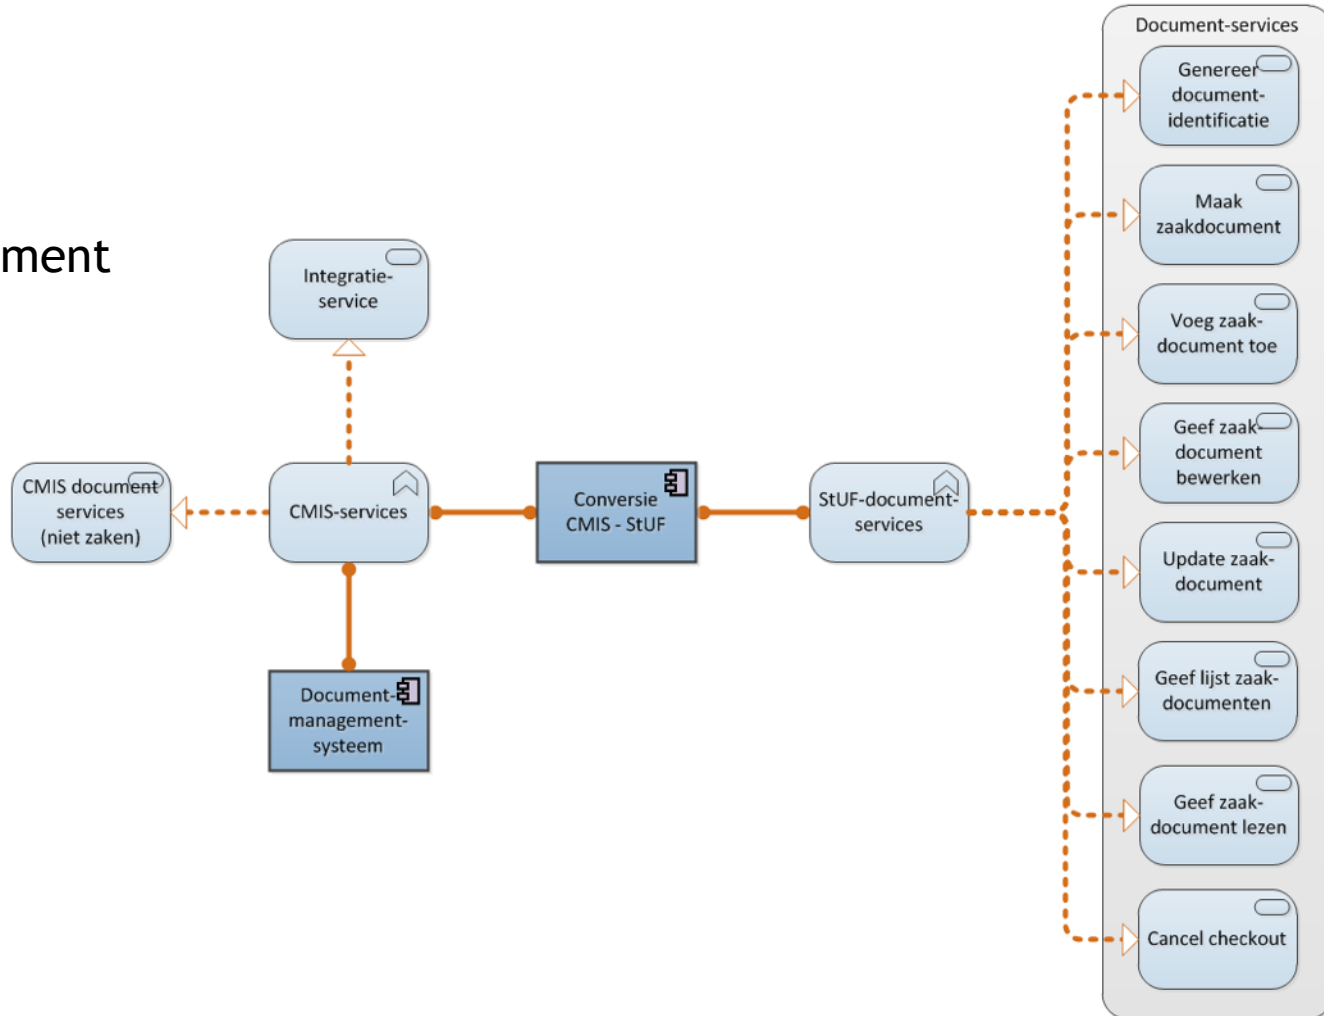 ment
Integratie-
service
CMIS document
services
(niet zaken)
CMIS-services
Document-
management-
systeem
Conversie
CMIS - StUF
StUF-document-
services
Document-services
Genereer
document-
identificatie
Maak
zaakdocument
Voeg zaak-
document toe
Geef zaak-
document
bewerken
Update zaak-
document
Geef lijst zaak-
documenten
Geef zaak-
document lezen
Cancel checkout